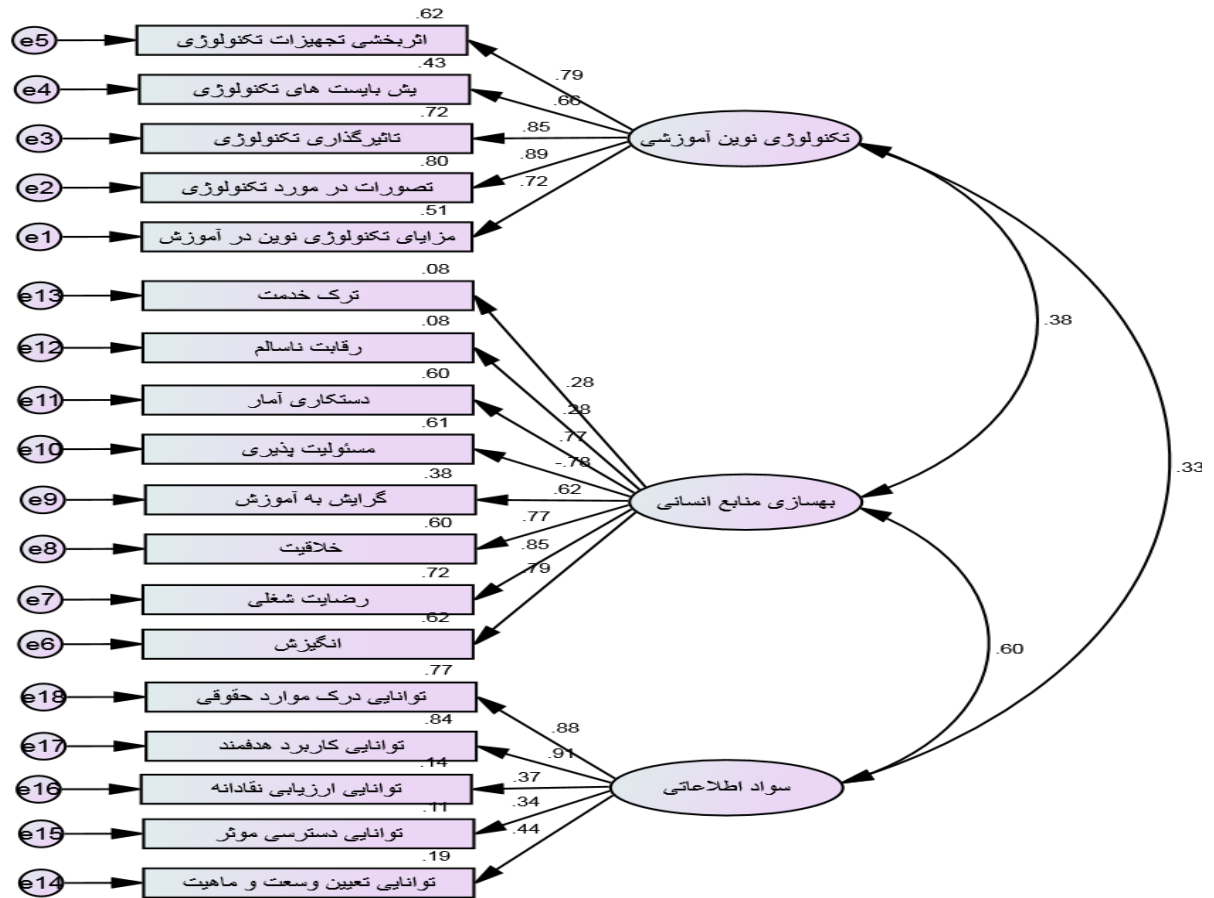 .62
e5
اثربخشی تجهیزات تکنولوژی
.79
.43
e4
یش بایست های تکنولوژی
.66
.72
e3
تاثیرگذاری تکنولوژی
.85
تکنولوژی نوین آموزشی
.80
e2
تصورات در مورد تکنولوژی
.89
.51
e1
مزایای تکنولوژی نوین در آموزش
.72
.08
e13
ترک خدمت
.28
.08
e12
رقابت ناسالم
.28
.60
e11
دستکاری آمار
.77
.61
e10
مسئولیت پذیری
-.78
.38
e9
گرایش به آموزش
.62
بهسازی منابع انسانی
.60
e8
خلاقیت
.77
.72
e7
رضایت شغلی
.85
.62
e6
انگیزش
.79
.38
.33
.60
.77
e18
توانایی درک موارد حقوقی
.88
.84
e17
توانایی کاربرد هدفمند
.91
.14
e16
توانایی ارزیابی نقادانه
.37
سواد اطلاعاتی
.11
e15
توانایی دسترسی موثر
.34
.19
e14
توانایی تعیین وسعت و ماهیت
.44